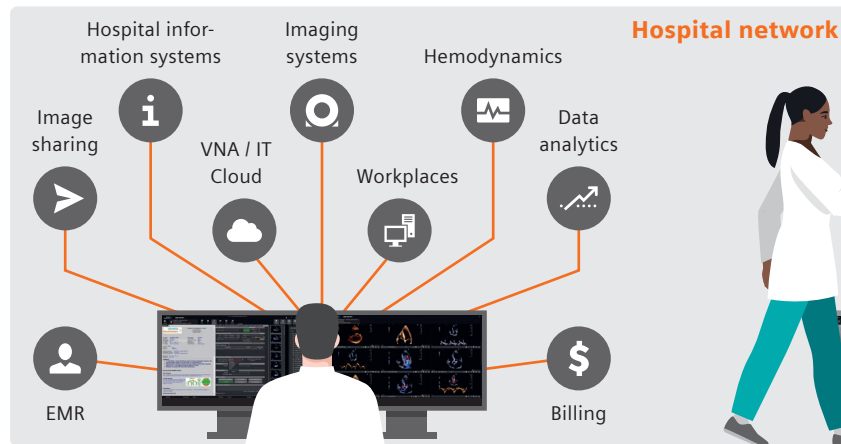 Hospital network
Hospital infor-
mation systems
Imaging
systems
Hemodynamics
Image
sharing
VNA / IT
Cloud
Workplaces
Data
analytics
EMR
$
Billing